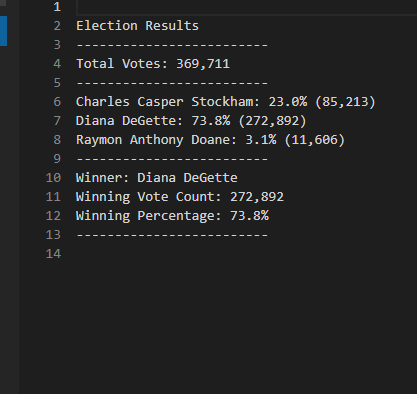 1
2 Election Results
3 -------------------------
4 Total Votes: 369,711
5 -------------------------
6 Charles Casper Stockham: 23.0% (85,213)
7 Diana DeGette: 73.8% (272,892)
8 Raymon Anthony Doane: 3.1% (11,606)
9 -------------------------
10 Winner: Diana DeGette
11 Winning Vote Count: 272,892
12 Winning Percentage: 73.8%
13 -------------------------
14